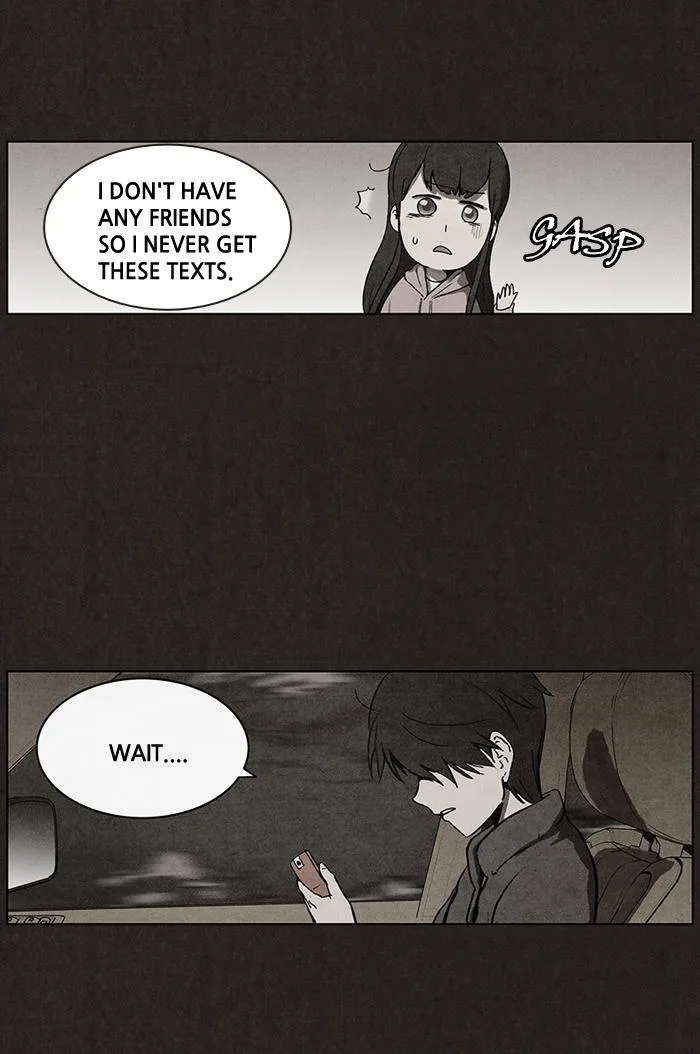 I DON'T HAVE
ANY FRIENDS
SO I NEVER GET
THESE TEXTS.
GASP
WAIT....